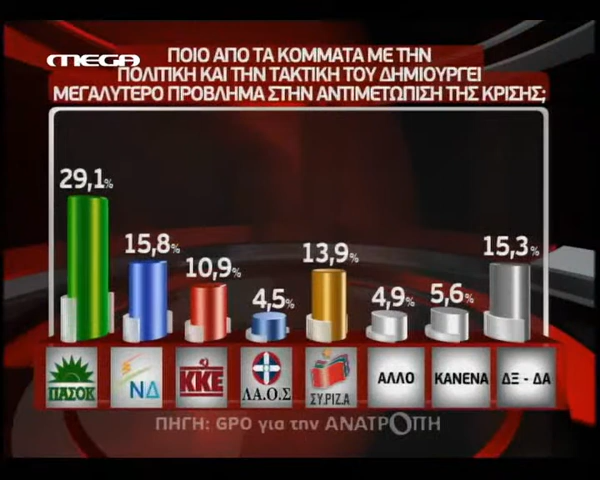 MEGA
ΠΟΙΟ ΑΠΟ ΤΑ ΚΟΜΜΑΤΑ ΜΕ ΤΗΝ
ΠΟΛΙΤΙΚΗ ΚΑΙ ΤΗΝ ΤΑΚΤΙΚΗ ΤΟΥ ΔΗΜΙΟΥΡΓΕΙ
ΜΕΓΑΛΥΤΕΡΟ ΠΡΟΒΛΗΜΑ ΣΤΗΝ ΑΝΤΙΜΕΤΩΠΙΣΗ ΤΗΣ ΚΡΙΣΗΣ;
29,1% 15,8% 10,9% 4,5% 13,9% 4,9% 5,6% 15,3%
ΠΑΣΟΚ ΝΔ ΚΚΕ ΛΑ.Ο.Σ ΣΥ.ΡΙΖ.Α ΑΛΛΟ ΚΑΝΕΝΑ ΔΞ - ΔΑ
ΠΗΓΗ: GPO για την ΑΝΑΤΡΟΠΗ